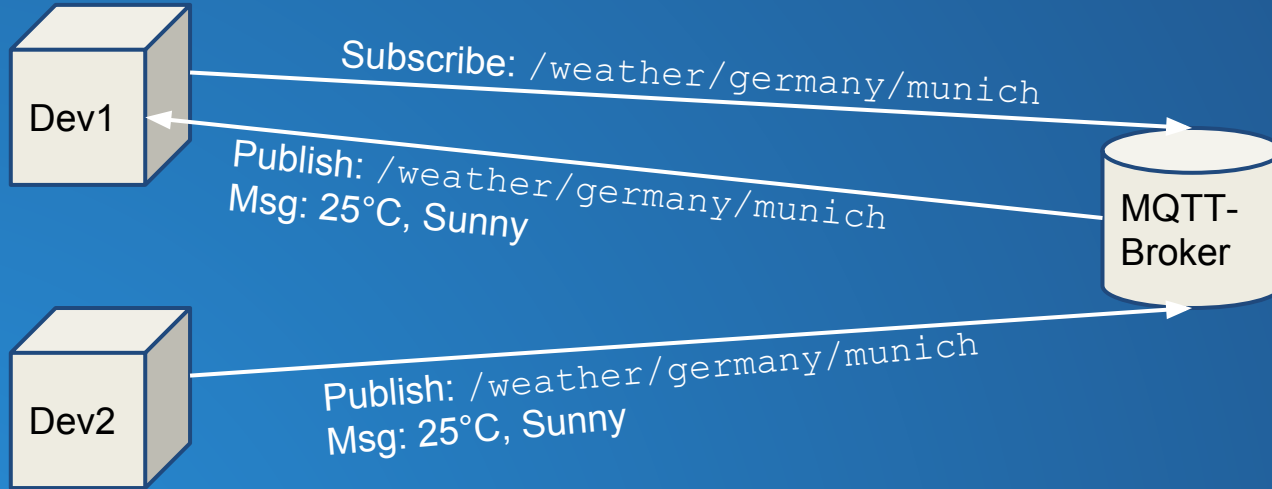 Subscribe: /weather/germany/munich
Dev1
Publish: /weather/germany/munich
Msg: 25°C, Sunny
MQTT-
Broker
Dev2
Publish: /weather/germany/munich
Msg: 25°C, Sunny